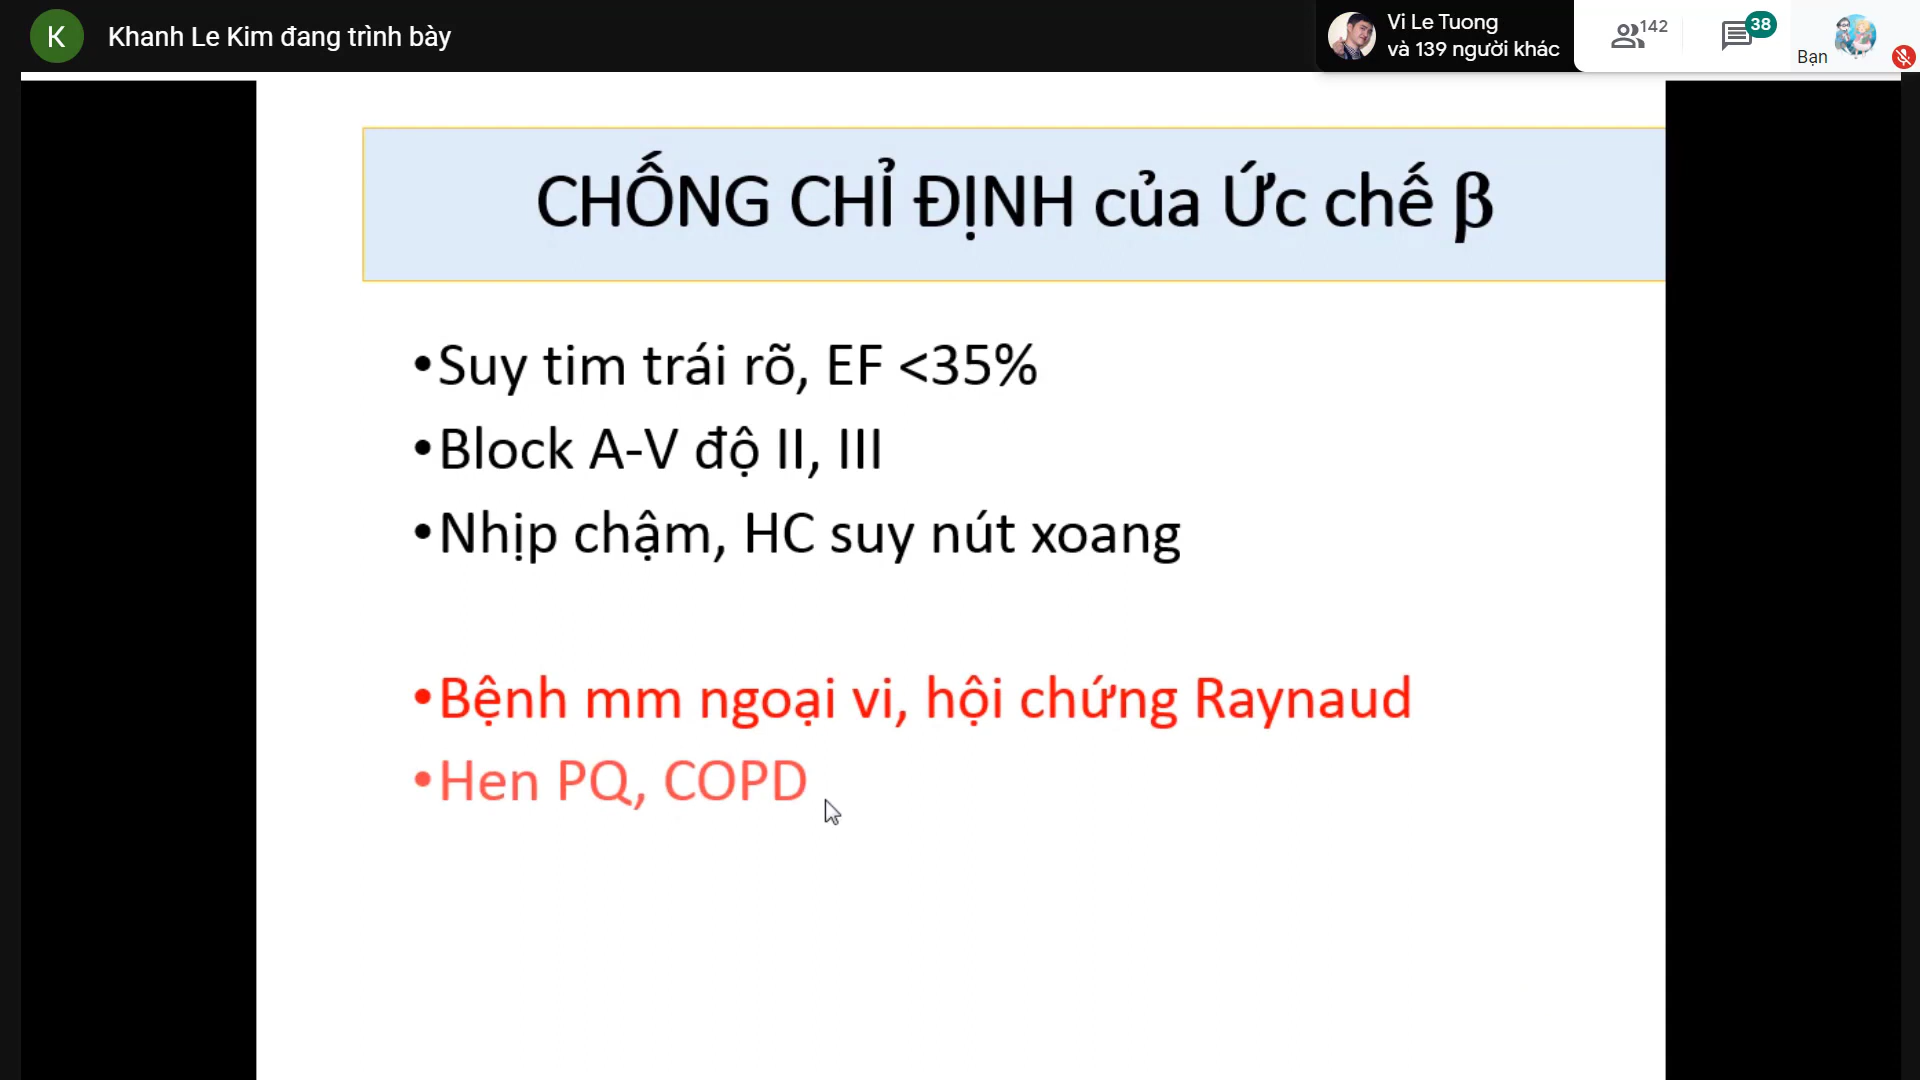 K
Khanh Le Kim đang trình bày
Vi Le Tuong
và 139 người khác
142
38
Bạn
CHỐNG CHỈ ĐỊNH của Ức chế β
•Suy tim trái rõ, EF <35%
•Block A-V độ II, III
•Nhịp chậm, HC suy nút xoang
•Bệnh mm ngoại vi, hội chứng Raynaud
•Hen PQ, COPD